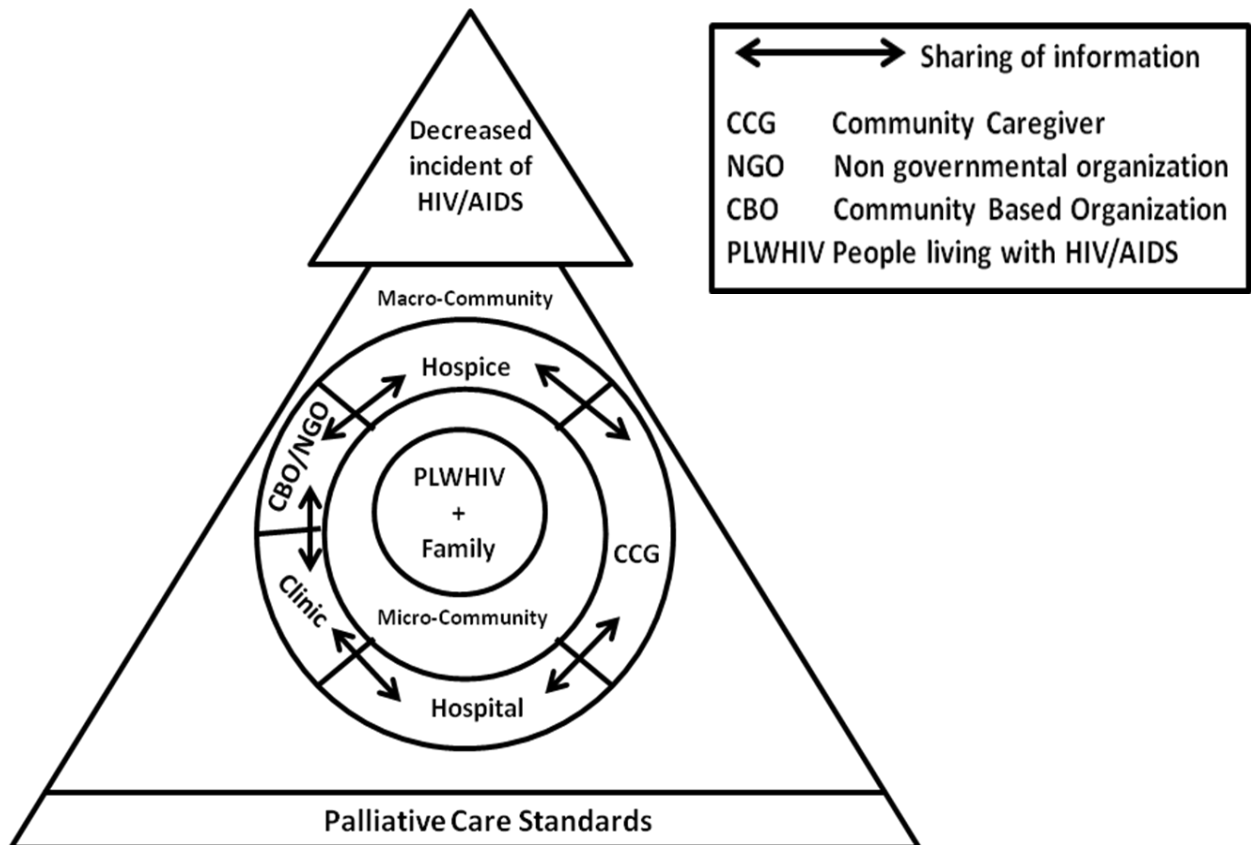 Decreased
incident of
HIV/AIDS
Macro-Community
Hospice
CBO/NGO
Clinic
PLWHIV
+
Family
CCG
Micro-Community
Hospital
Palliative Care Standards
Sharing of information
CCG Community Caregiver
NGO Non governmental organization
CBO Community Based Organization
PLWHIV People living with HIV/AIDS